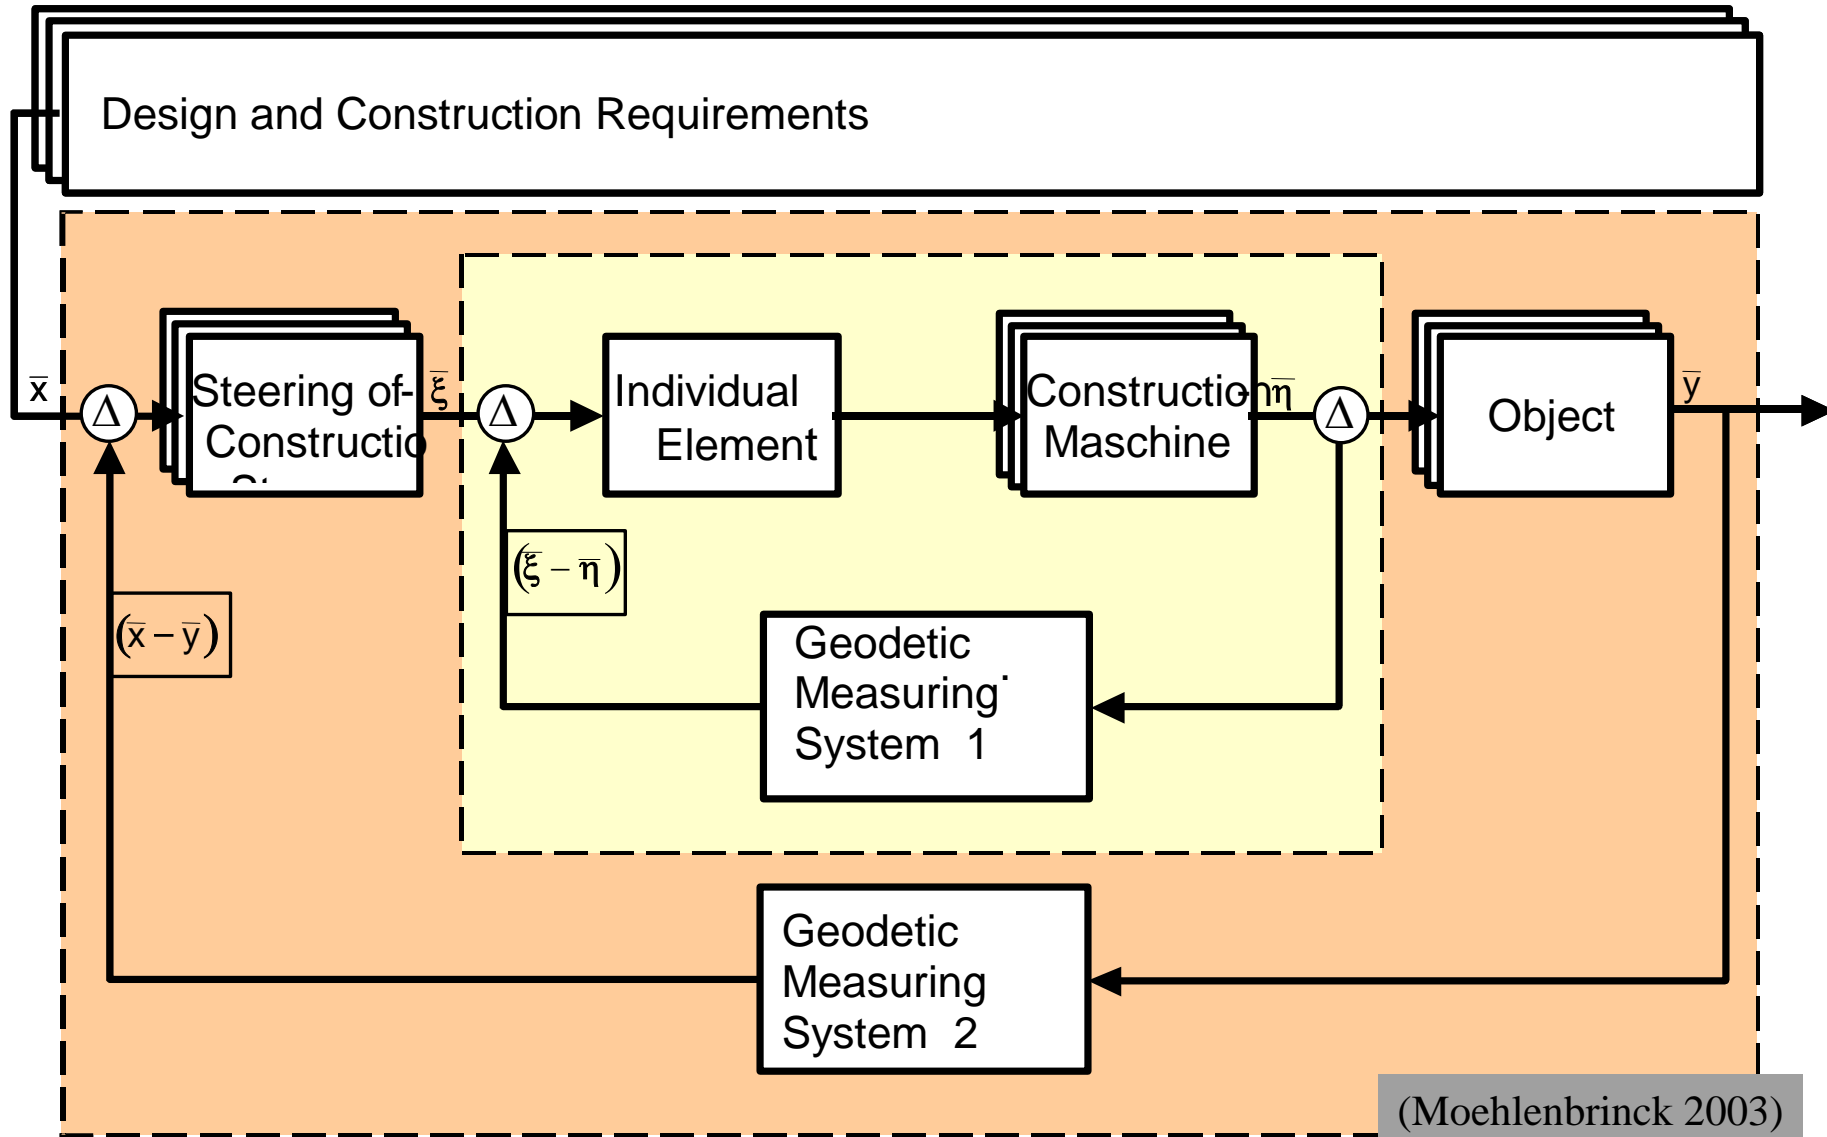 Design and Construction Requirements
x̄
Δ
Steering of-
Constructio
ξ̄
Δ
Individual
Element
Construction
Maschine
η̄
Δ
Object
ȳ
(ξ̄ − η̄)
(x̄ − ȳ)
Geodetic
Measuring
System 1
Geodetic
Measuring
System 2
(Moehlenbrinck 2003)